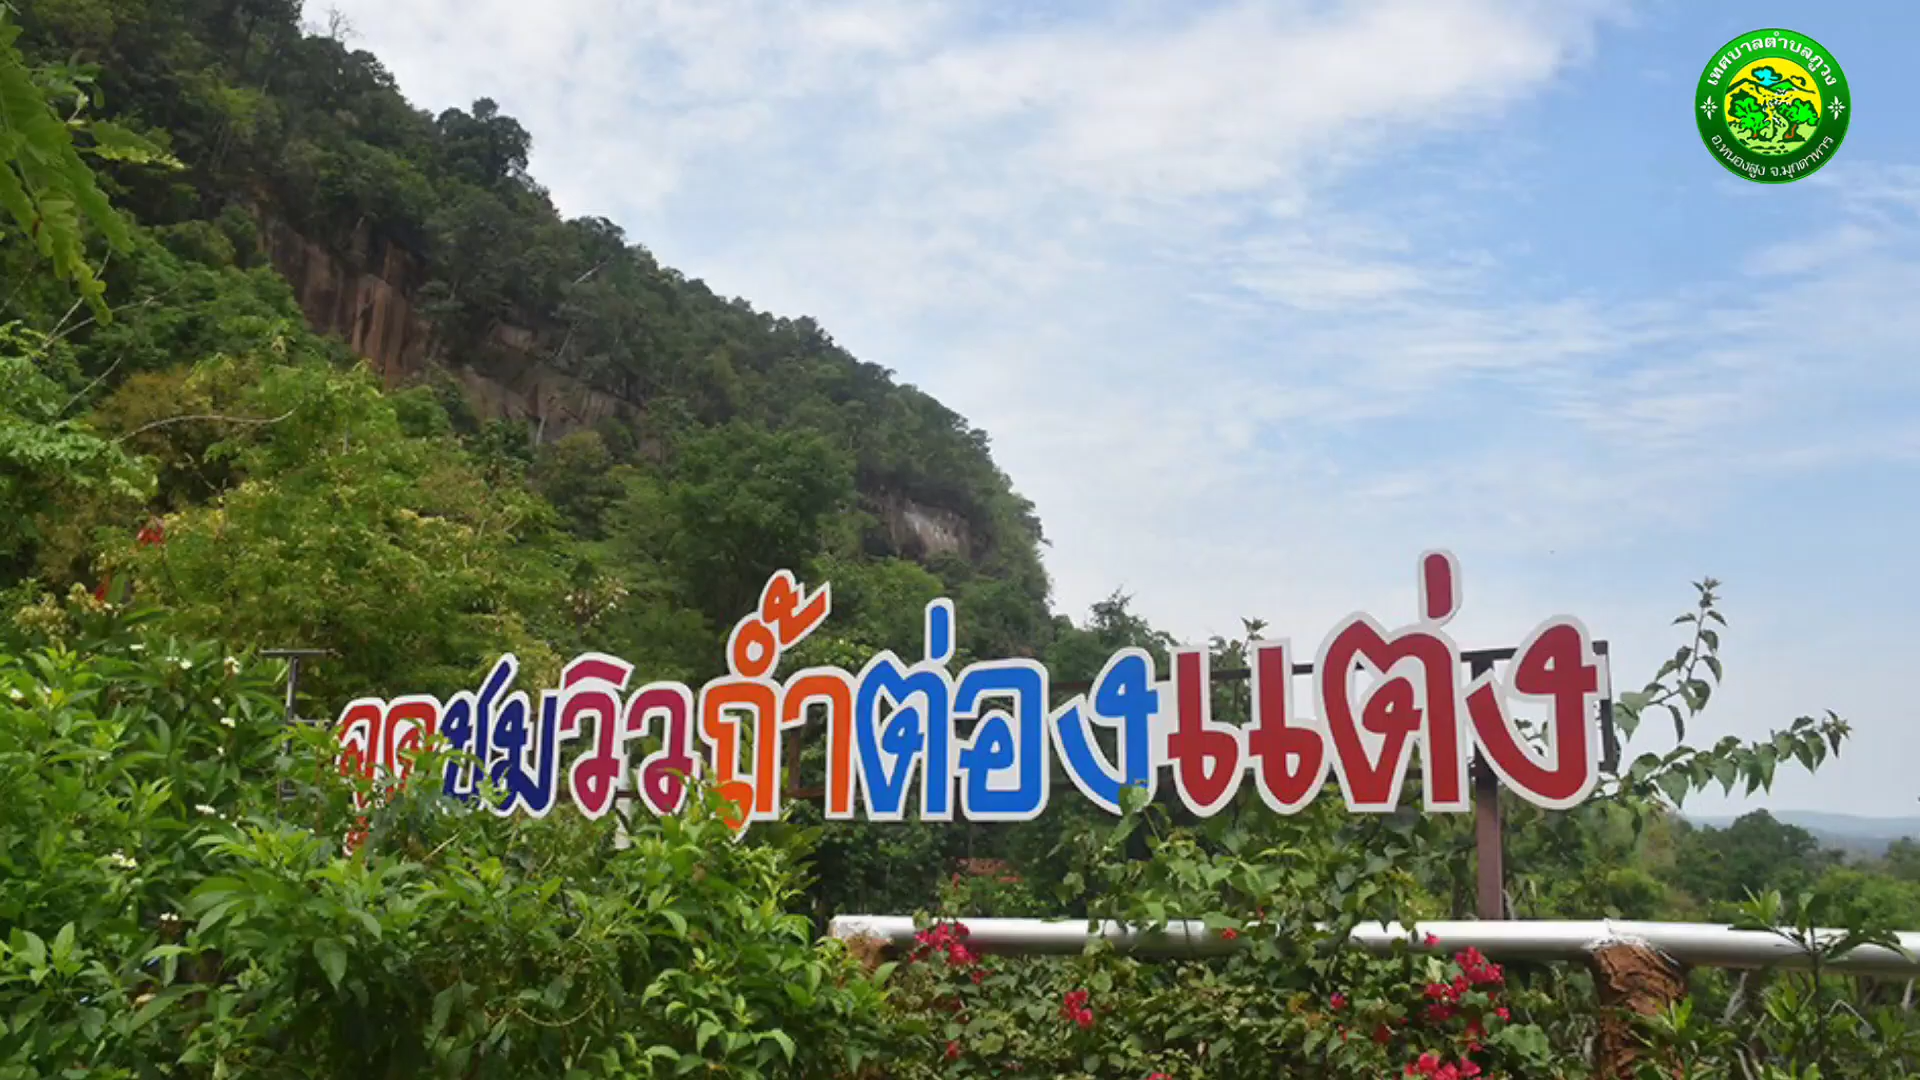 เทศบาลตำบลภูวง
อ.หนองสูง จ.มุกดาหาร
จุดชมวิวถ้ำต่องแต่ง